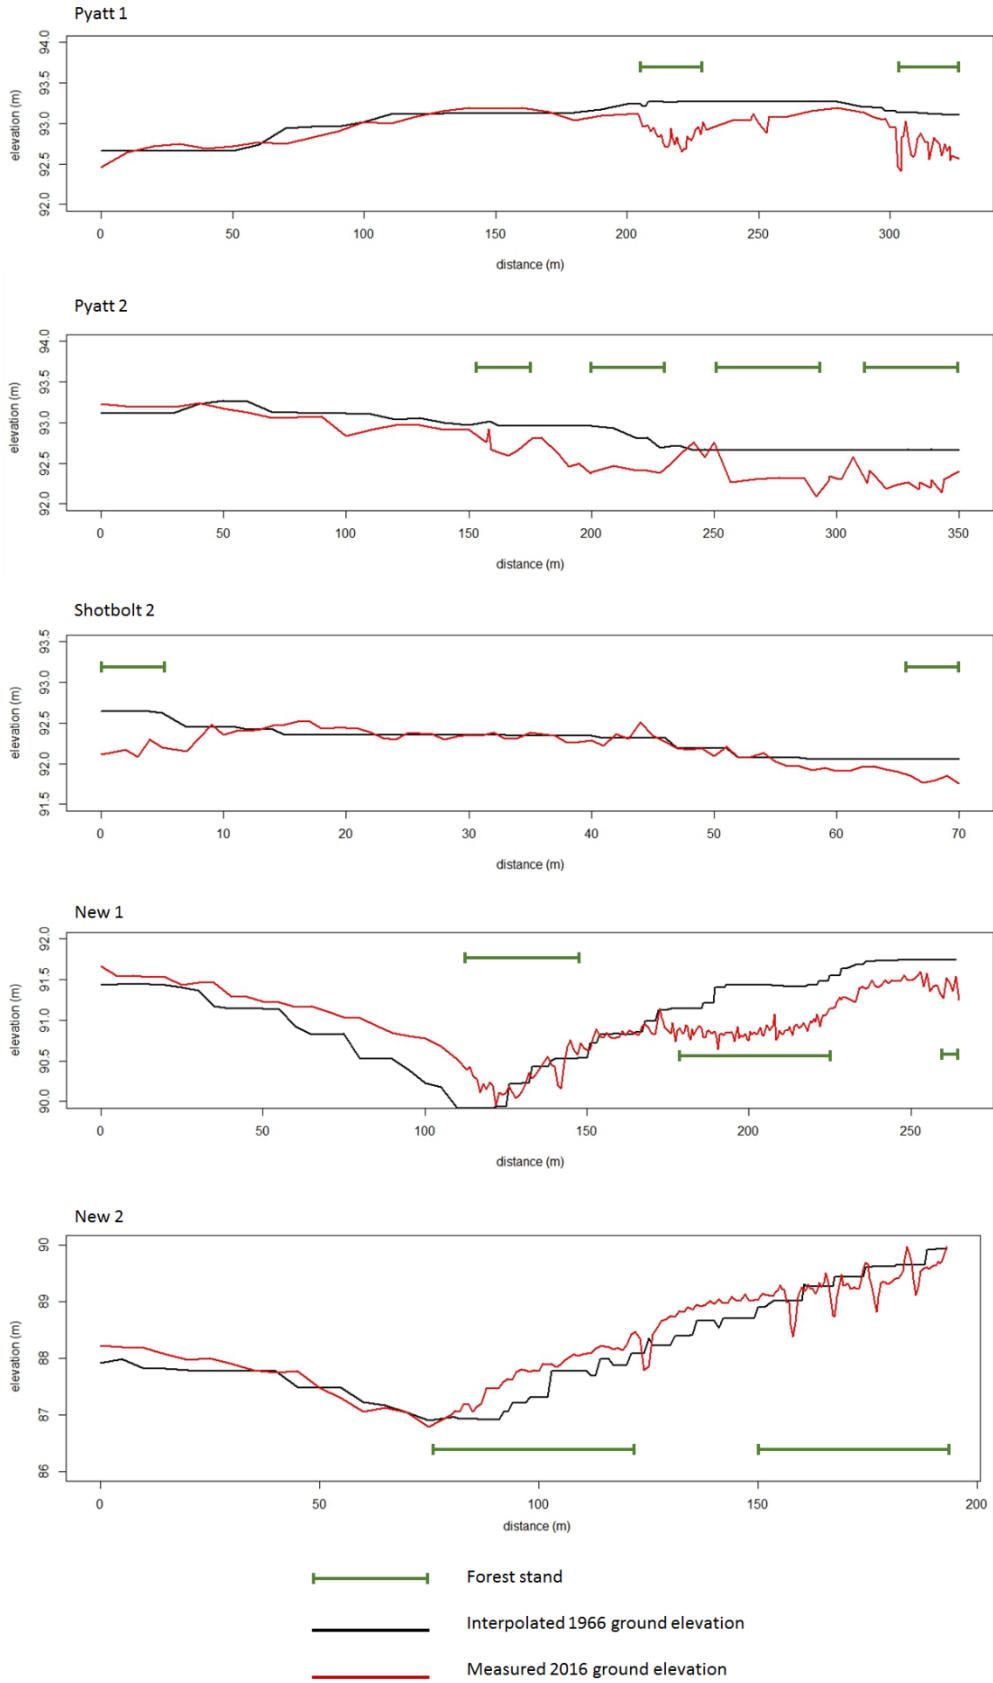 Pyatt 1
elevation (m)
94.0
93.5
93.0
92.5
92.0
0 50 100 150 200 250 300
distance (m)
Pyatt 2
elevation (m)
94.0
93.5
93.0
92.5
92.0
0 50 100 150 200 250 300 350
distance (m)
Shotbolt 2
elevation (m)
93.5
93.0
92.5
92.0
91.5
0 10 20 30 40 50 60 70
distance (m)
New 1
elevation (m)
92.0
91.5
91.0
90.5
90.0
0 50 100 150 200 250
distance (m)
New 2
elevation (m)
90
89
88
87
86
0 50 100 150 200
distance (m)
Forest stand
Interpolated 1966 ground elevation
Measured 2016 ground elevation